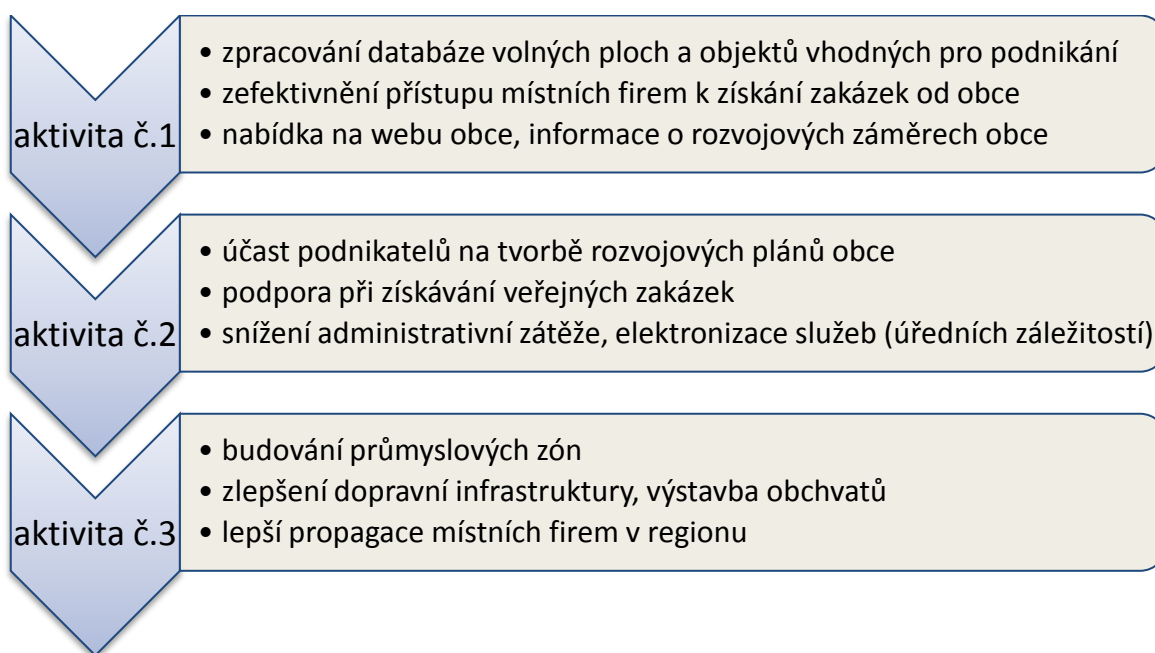 aktivita č.1
• zpracování databáze volných ploch a objektů vhodných pro podnikání
• zefektivnění přístupu místních firem k získání zakázek od obce
• nabídka na webu obce, informace o rozvojových záměrech obce
aktivita č.2
• účast podnikatelů na tvorbě rozvojových plánů obce
• podpora při získávání veřejných zakázek
• snížení administrativní zátěže, elektronizace služeb (úředních záležitostí)
aktivita č.3
• budování průmyslových zón
• zlepšení dopravní infrastruktury, výstavba obchvatů
• lepší propagace místních firem v regionu